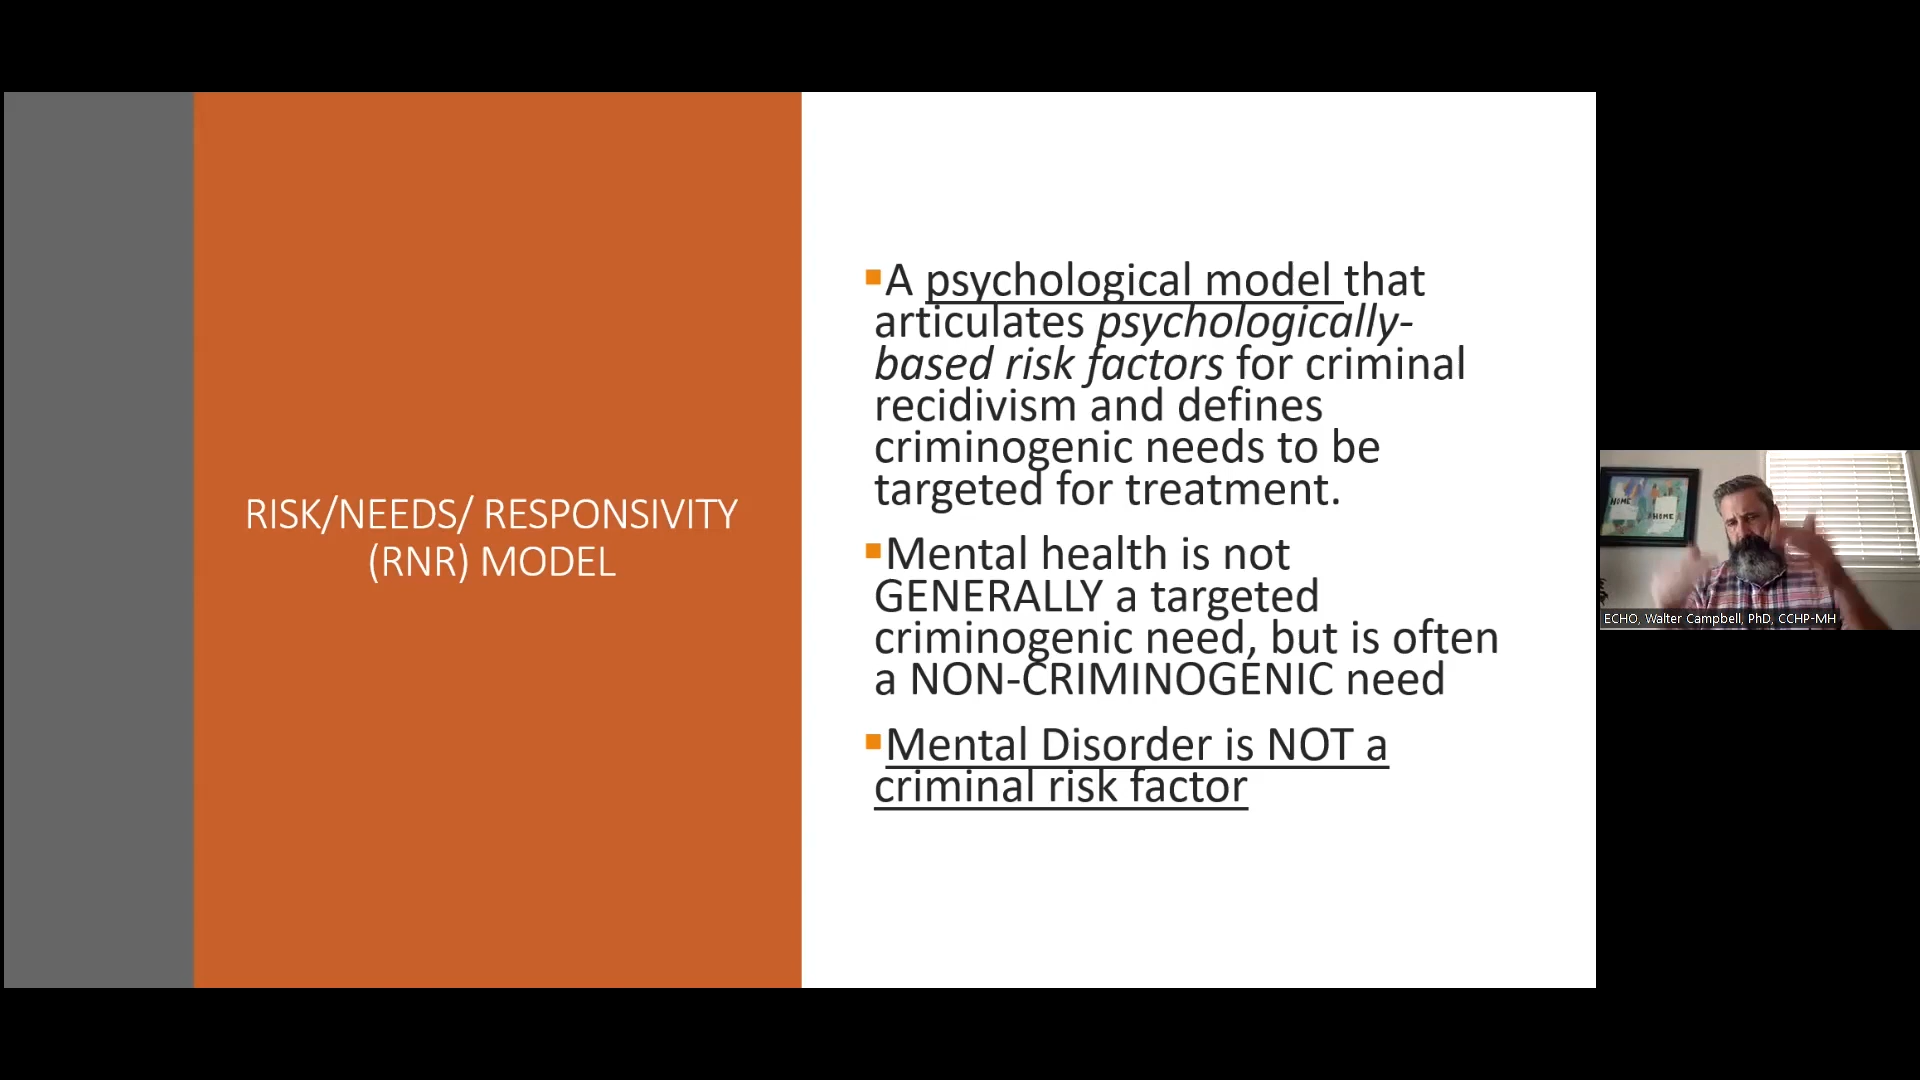 RISK/NEEDS/ RESPONSIVITY
(RNR) MODEL
▪A psychological model that
articulates psychologically-
based risk factors for criminal
recidivism and defines
criminogenic needs to be
targeted for treatment.
▪Mental health is not
GENERALLY a targeted
criminogenic need, but is often
a NON-CRIMINOGENIC need
▪Mental Disorder is NOT a
criminal risk factor
HOME
HOME
ECHO, Walter Campbell, PhD, CCHP-MH